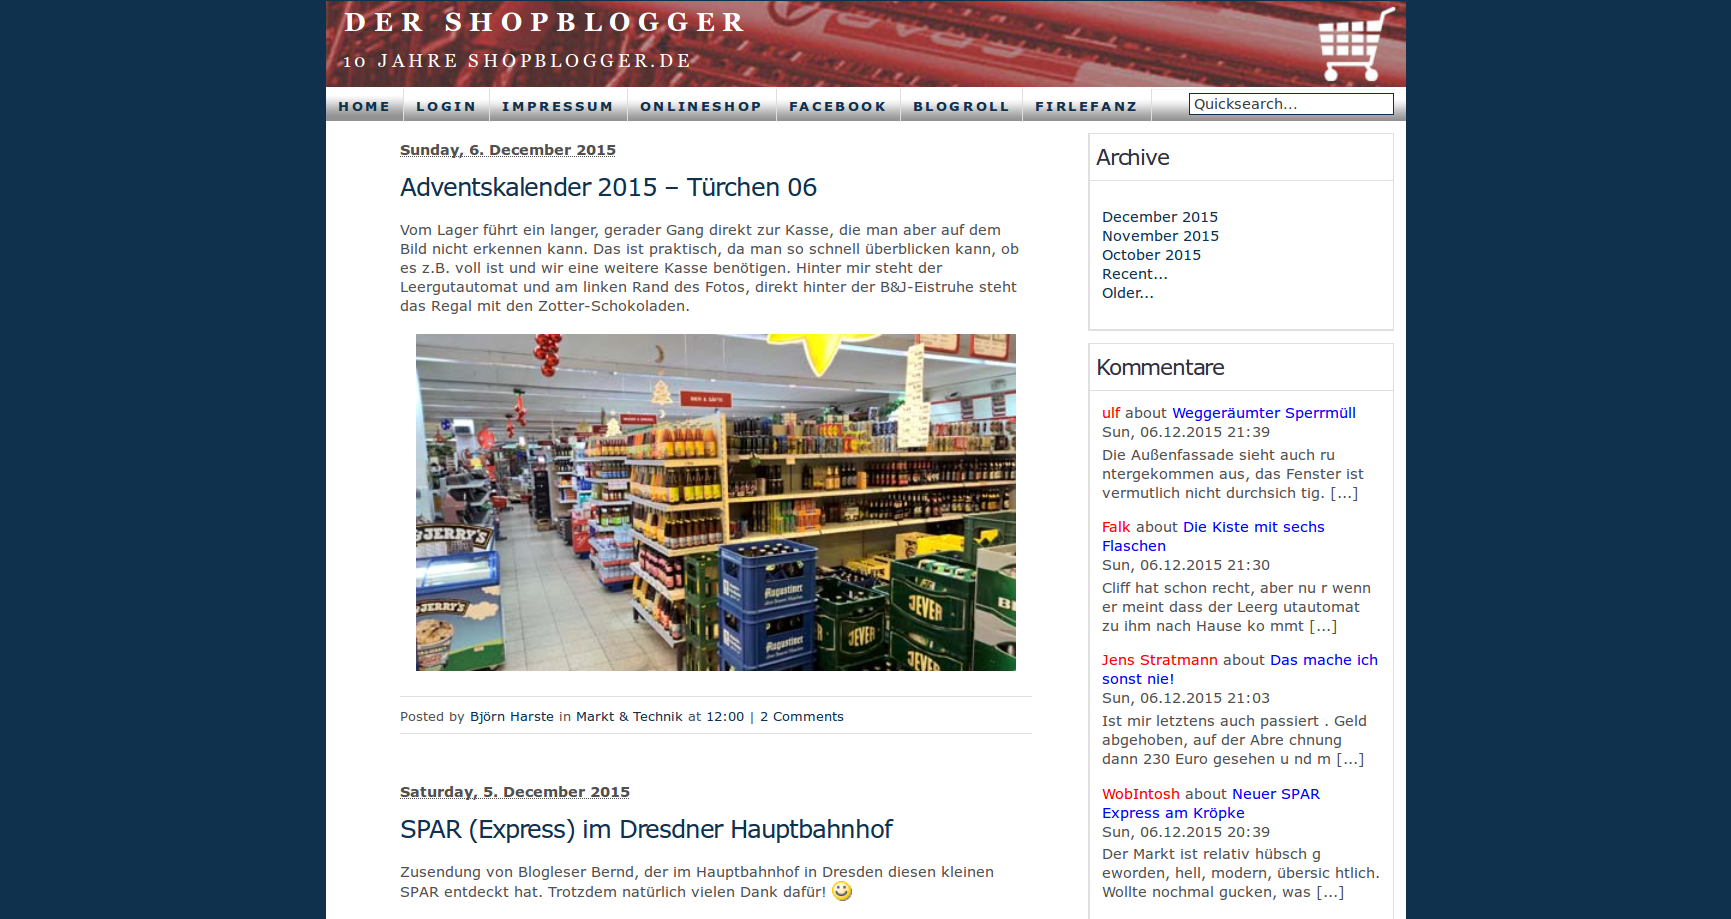 DER SHOPBLOGGER
10 JAHRE SHOPBLOGGER.DE
HOME LOGIN IMPRESSUM ONLINESHOP FACEBOOK BLOGROLL FIRLEFANZ
Quicksearch...
Sunday, 6. December 2015
Adventskalender 2015 – Türchen 06
Vom Lager führt ein langer, gerader Gang direkt zur Kasse, die man aber auf dem
Bild nicht erkennen kann. Das ist praktisch, da man so schnell überblicken kann, ob
es z.B. voll ist und wir eine weitere Kasse benötigen. Hinter mir steht der
Leergutautomat und am linken Rand des Fotos, direkt hinter der B&J-Eistruhe steht
das Regal mit den Zotter-Schokoladen.
BIER & SÄFTE
JERRY'S
JERRY'S
Augustiner
Augustiner
JEVER
JEVER
JEVER
Posted by Björn Harste in Markt & Technik at 12:00 | 2 Comments
Saturday, 5. December 2015
SPAR (Express) im Dresdner Hauptbahnhof
Zusendung von Blogleser Bernd, der im Hauptbahnhof in Dresden diesen kleinen
SPAR entdeckt hat. Trotzdem natürlich vielen Dank dafür!
Archive
December 2015
November 2015
October 2015
Recent...
Older...
Kommentare
ulf about Weggeräumter Sperrmüll
Sun, 06.12.2015 21:39
Die Außenfassade sieht auch ru
ntergekommen aus, das Fenster ist
vermutlich nicht durchsich tig. [...]
Falk about Die Kiste mit sechs
Flaschen
Sun, 06.12.2015 21:30
Cliff hat schon recht, aber nu r wenn
er meint dass der Leerg utautomat
zu ihm nach Hause ko mmt [...]
Jens Stratmann about Das mache ich
sonst nie!
Sun, 06.12.2015 21:03
Ist mir letztens auch passiert . Geld
abgehoben, auf der Abre chnung
dann 230 Euro gesehen u nd m [...]
WobIntosh about Neuer SPAR
Express am Kröpke
Sun, 06.12.2015 20:39
Der Markt ist relativ hübsch g
eworden, hell, modern, übersic htlich.
Wollte nochmal gucken, was [...]